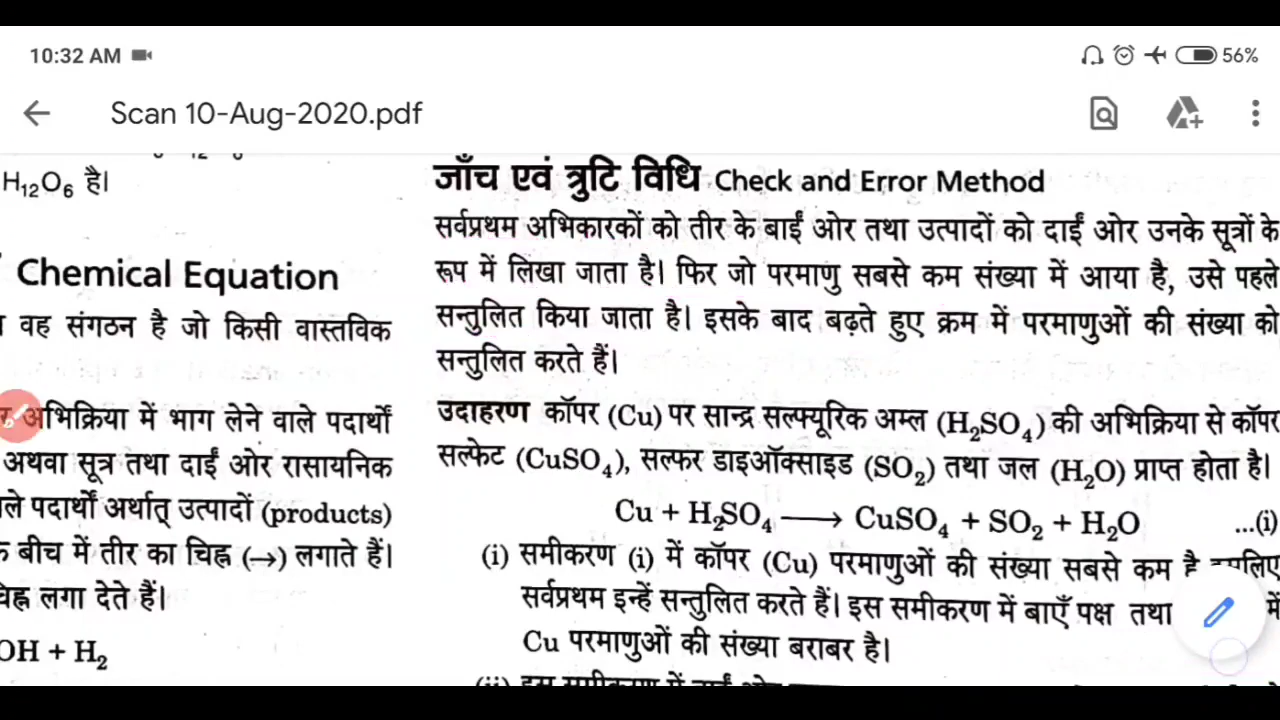 10:32 AM
56%
Scan 10-Aug-2020.pdf
H₁₂O₆ है।
Chemical Equation
वह संगठन है जो किसी वास्तविक
अभिक्रिया में भाग लेने वाले पदार्थों
अथवा सूत्र तथा दाईं ओर रासायनिक
पदार्थों अर्थात् उत्पादों (products)
बीच में तीर का चिह्न (→) लगाते हैं।
लगा देते हैं।
OH + H₂
जाँच एवं त्रुटि विधि Check and Error Method
सर्वप्रथम अभिकारकों को तीर के बाईं ओर तथा उत्पादों को दाईं ओर उनके सूत्रों के
रूप में लिखा जाता है। फिर जो परमाणु सबसे कम संख्या में आया है, उसे पहले
सन्तुलित किया जाता है। इसके बाद बढ़ते हुए क्रम में परमाणुओं की संख्या को
सन्तुलित करते हैं।
उदाहरण कॉपर (Cu) पर सान्द्र सल्फ्यूरिक अम्ल (H₂SO₄) की अभिक्रिया से कॉपर
सल्फेट (CuSO₄), सल्फर डाइऑक्साइड (SO₂) तथा जल (H₂O) प्राप्त होता है।
Cu + H₂SO₄ ⟶ CuSO₄ + SO₂ + H₂O ...(i)
(i) समीकरण (i) में कॉपर (Cu) परमाणुओं की संख्या सबसे कम है
सर्वप्रथम इन्हें सन्तुलित करते हैं। इस समीकरण में बाएँ पक्ष तथा में
Cu परमाणुओं की संख्या बराबर है।